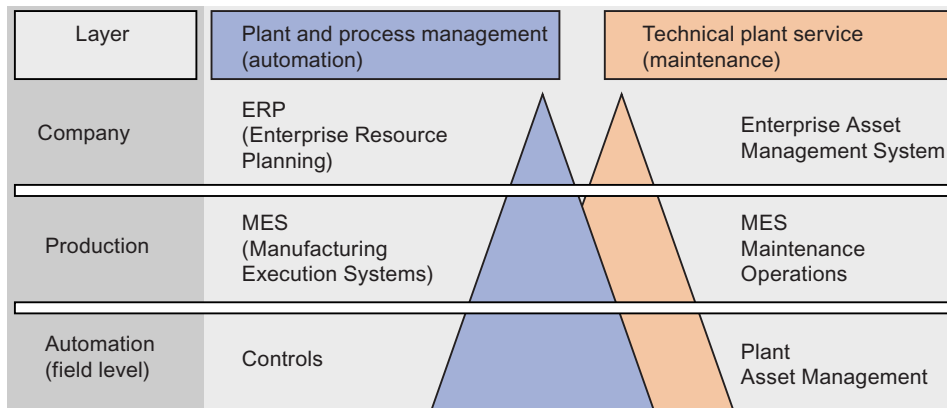 Layer
Plant and process management
(automation)
Technical plant service
(maintenance)
Company
ERP
(Enterprise Resource
Planning)
Enterprise Asset
Management System
Production
MES
(Manufacturing
Execution Systems)
MES
Maintenance
Operations
Automation
(field level)
Controls
Plant
Asset Management